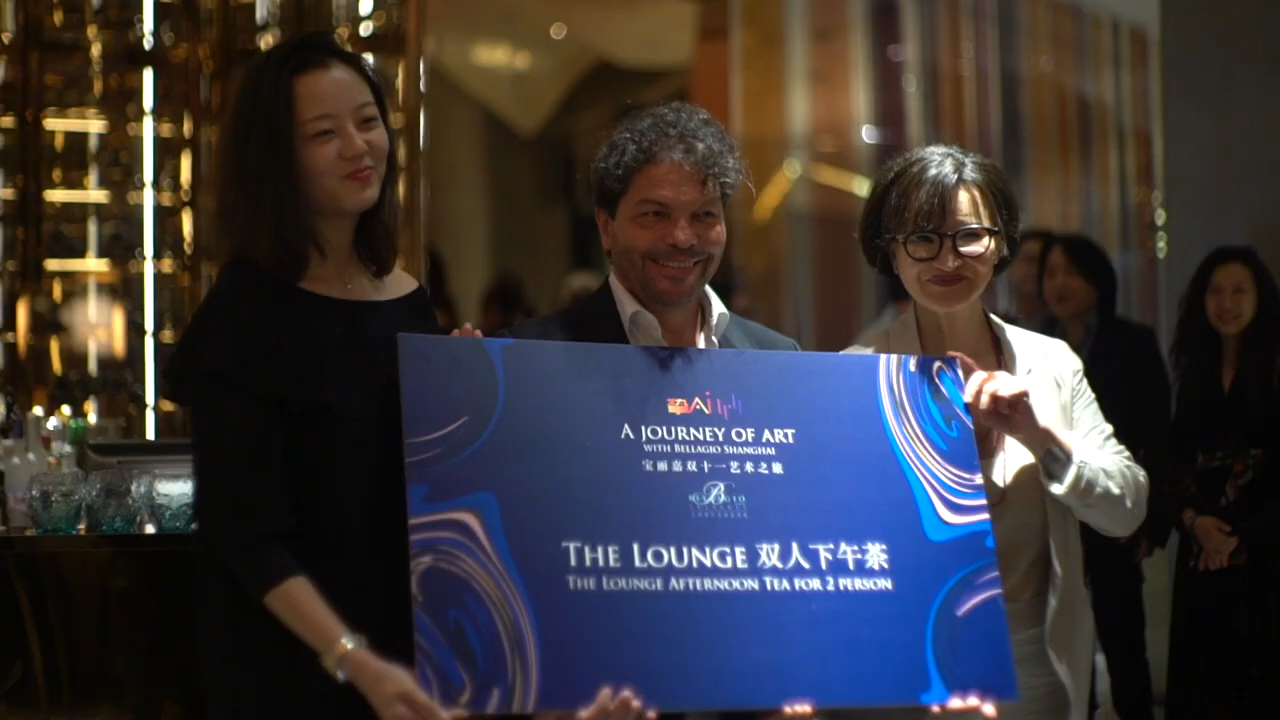 A JOURNEY OF ART
WITH BELLAGIO SHANGHAI
宝丽嘉双十一艺术之旅
THE LOUNGE 双人下午茶
THE LOUNGE AFTERNOON TEA FOR 2 PERSON